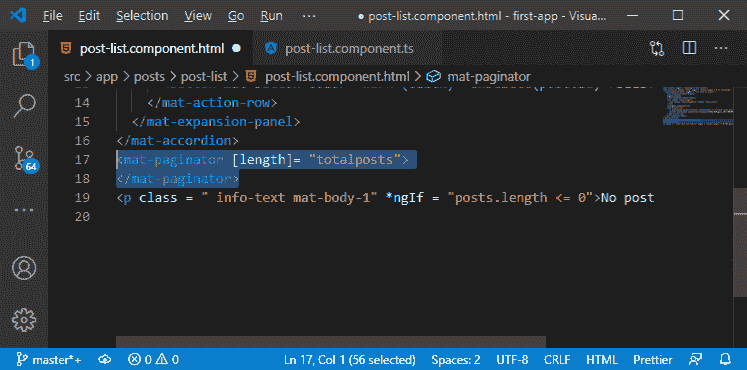 File Edit Selection View Go Run ··· ● post-list.component.html - first-app - Visua...
post-list.component.html ● post-list.component.ts
src > app > posts > post-list > post-list.component.html > mat-paginator
14 </mat-action-row>
15 </mat-expansion-panel>
16 </mat-accordion>
17 <mat-paginator [length]= "totalposts">
18 </mat-paginator>
19 <p class = " info-text mat-body-1" *ngIf = "posts.length <= 0">No post
20
1
64
master*+ 0 0 Ln 17, Col 1 (56 selected) Spaces: 2 UTF-8 CRLF HTML Prettier